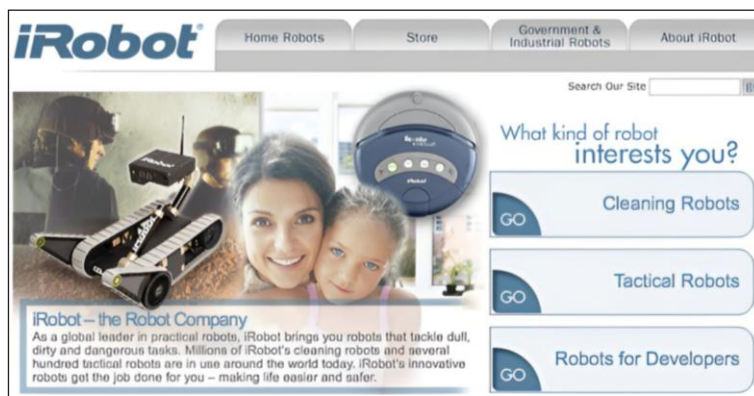 iRobot®
Home Robots
Store
Government &
Industrial Robots
About iRobot
Search Our Site
What kind of robot
interests you?
GO
Cleaning Robots
GO
Tactical Robots
GO
Robots for Developers
iRobot
iRobot
iRobot – the Robot Company
As a global leader in practical robots, iRobot brings you robots that tackle dull,
dirty and dangerous tasks. Millions of iRobot's cleaning robots and several
hundred tactical robots are in use around the world today. iRobot's innovative
robots get the job done for you – making life easier and safer.